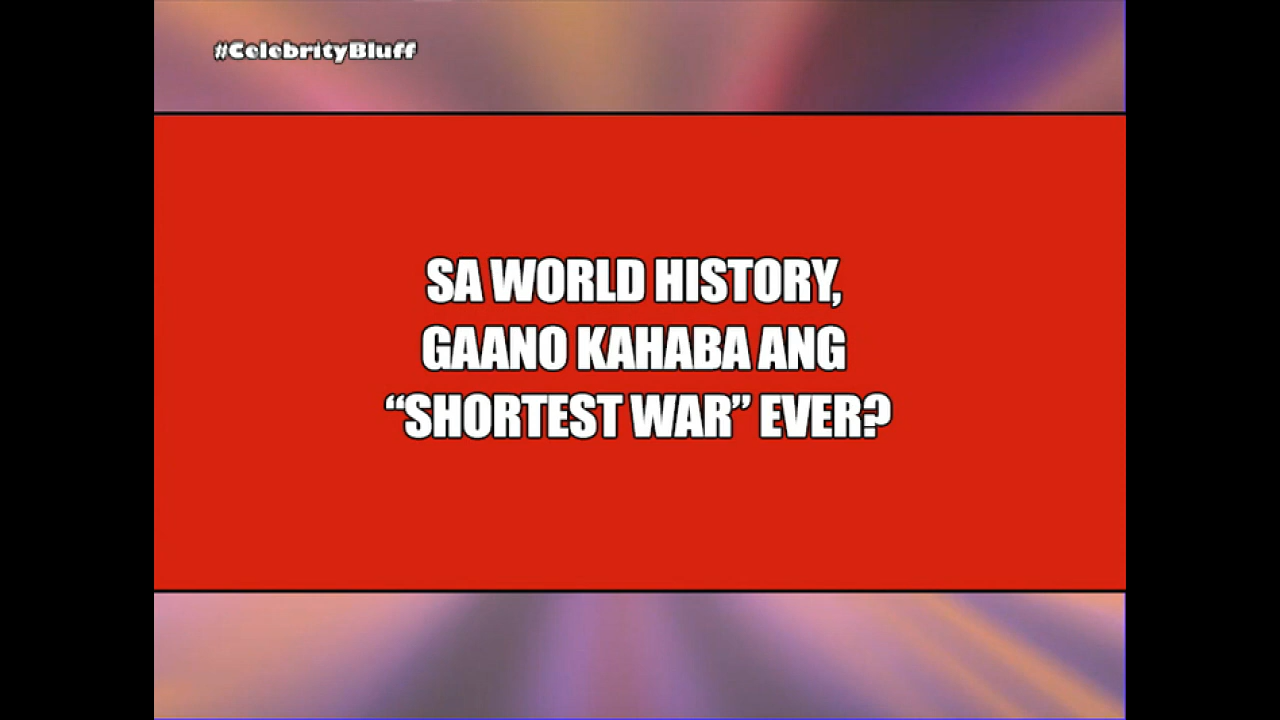 #CelebrityBluff
SA WORLD HISTORY,
GAANO KAHABA ANG
“SHORTEST WAR” EVER?